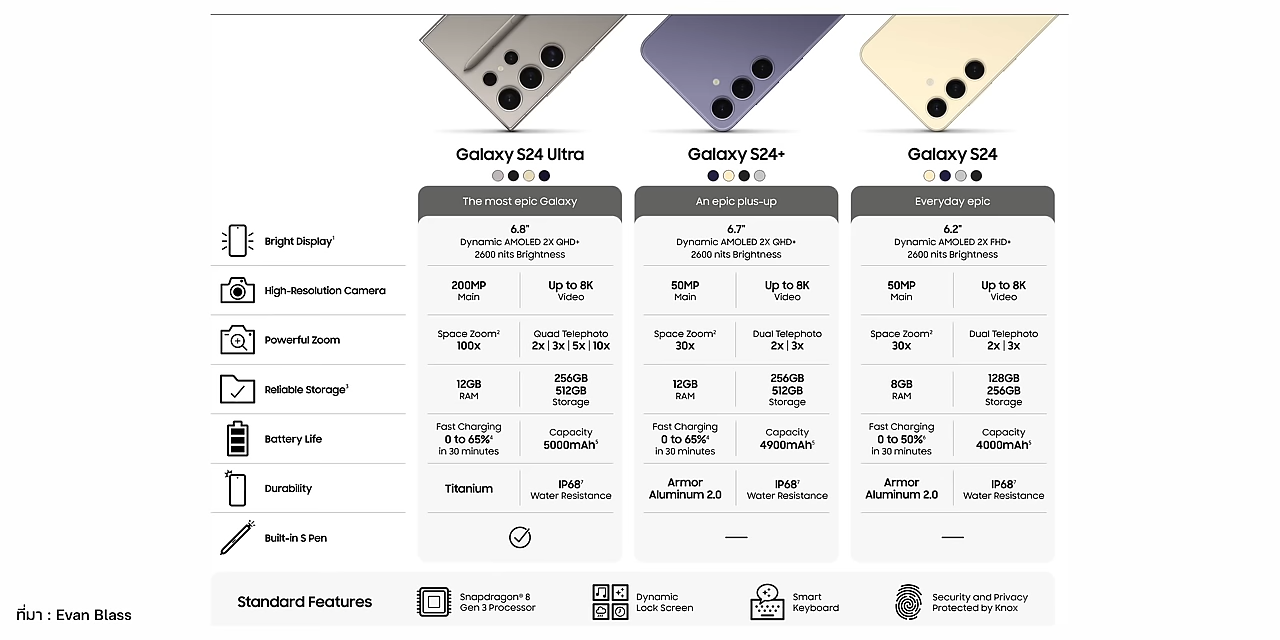 Galaxy S24 Ultra
Galaxy S24+
Galaxy S24
The most epic Galaxy
An epic plus-up
Everyday epic
Bright Display¹
6.8"
Dynamic AMOLED 2X QHD+
2600 nits Brightness
6.7"
Dynamic AMOLED 2X QHD+
2600 nits Brightness
6.2"
Dynamic AMOLED 2X FHD+
2600 nits Brightness
High-Resolution Camera
200MP
Main
Up to 8K
Video
50MP
Main
Up to 8K
Video
50MP
Main
Up to 8K
Video
Powerful Zoom
Space Zoom²
100x
Quad Telephoto
2x | 3x | 5x | 10x
Space Zoom²
30x
Dual Telephoto
2x | 3x
Space Zoom²
30x
Dual Telephoto
2x | 3x
Reliable Storage³
12GB
RAM
256GB
512GB
Storage
12GB
RAM
256GB
512GB
Storage
8GB
RAM
128GB
256GB
Storage
Battery Life
Fast Charging
0 to 65%⁴
in 30 minutes
Capacity
5000mAh⁵
Fast Charging
0 to 65%⁴
in 30 minutes
Capacity
4900mAh⁵
Fast Charging
0 to 50%⁶
in 30 minutes
Capacity
4000mAh⁵
Durability
Titanium
IP68⁷
Water Resistance
Armor
Aluminum 2.0
IP68⁷
Water Resistance
Armor
Aluminum 2.0
IP68⁷
Water Resistance
Built-in S Pen
Standard Features
Snapdragon® 8
Gen 3 Processor
Dynamic
Lock Screen
Smart
Keyboard
Security and Privacy
Protected by Knox
ที่มา : Evan Blass